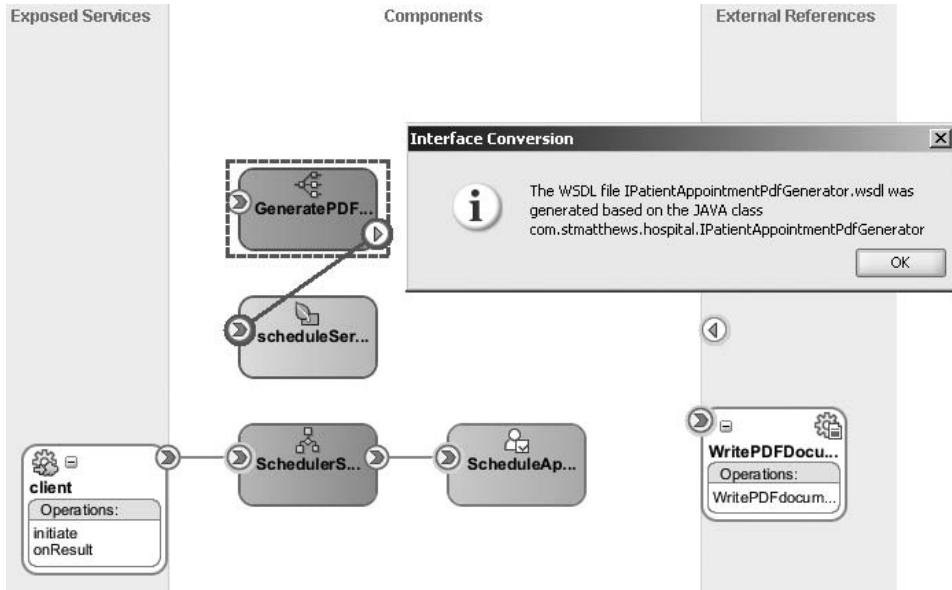 Exposed Services
Components
External References
Interface Conversion
The WSDL file IPatientAppointmentPdfGenerator.wsdl was
generated based on the JAVA class
com.stmatthews.hospital.IPatientAppointmentPdfGenerator
OK
GeneratePDF...
scheduleSer...
client
Operations:
initiate
onResult
SchedulerS...
ScheduleAp...
WritePDFDocu...
Operations:
WritePDFdocum...